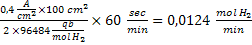 0,4 A/cm² ×100 cm² / 2 ×96484 qb/mol H₂ ×60 sec/min =0,0124 mol H₂/min